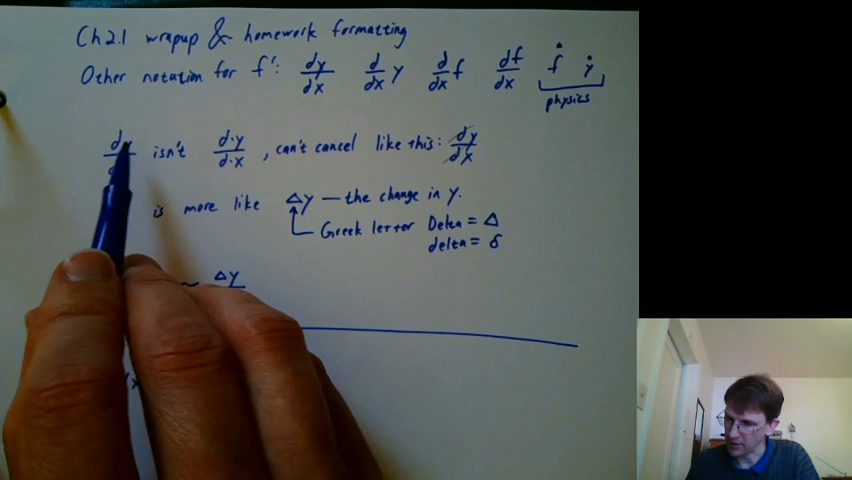 Ch 2.1 wrapup & homework formatting
Other notation for f': dy/dx d/dx y d/dx f df/dx ḟ ẏ
physics
d isn't d·y/d·x, can't cancel like this: dy/dx
is more like Δy — the change in y.
Greek letter Delta = Δ
delta = δ
~ Δy